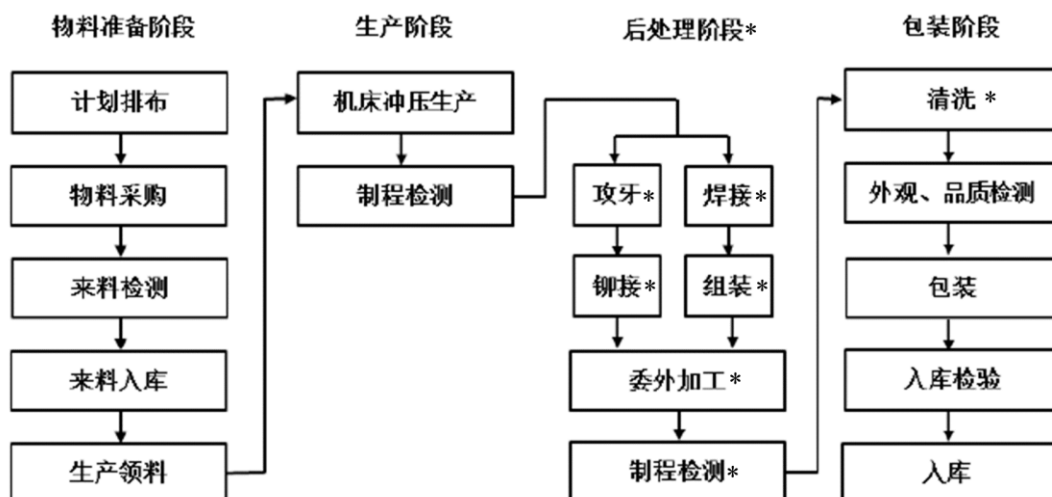 物料准备阶段
计划排布
物料采购
来料检测
来料入库
生产领料
生产阶段
机床冲压生产
制程检测
后处理阶段*
攻牙*
焊接*
铆接*
组装*
委外加工*
制程检测*
包装阶段
清洗*
外观、品质检测
包装
入库检验
入库